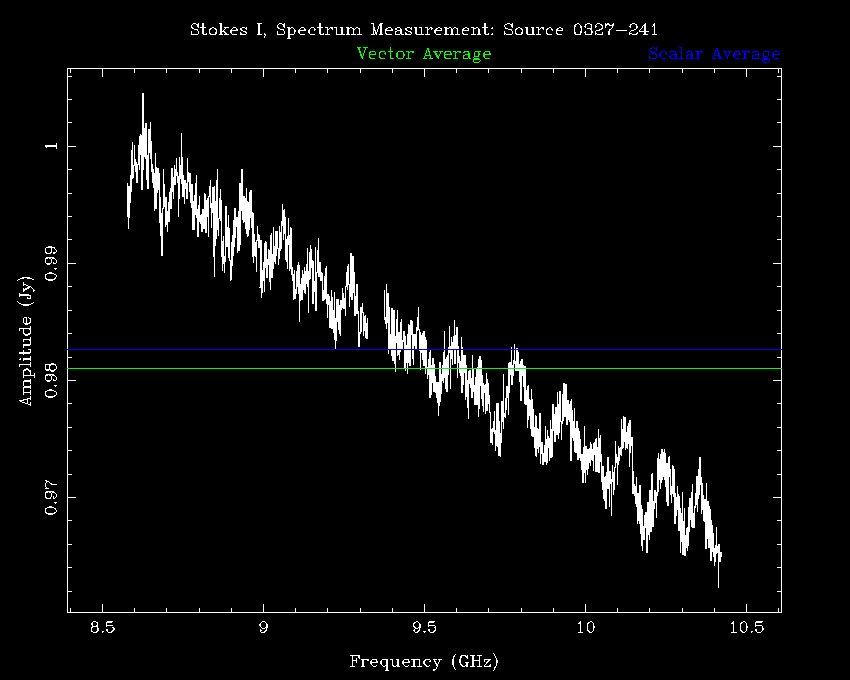 Stokes I, Spectrum Measurement: Source 0327-241
Vector Average Scalar Average
1
0.99
0.98
0.97
Amplitude (Jy)
8.5 9 9.5 10 10.5
Frequency (GHz)